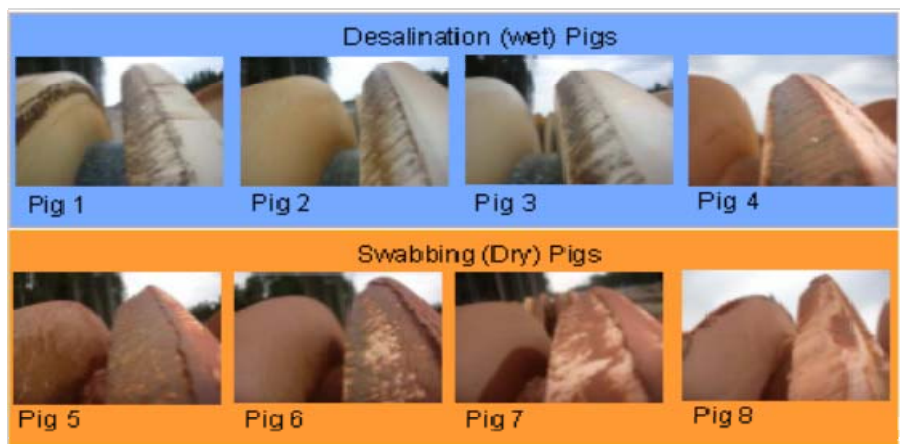 Desalination (wet) Pigs
Pig 1
Pig 2
Pig 3
Pig 4
Swabbing (Dry) Pigs
Pig 5
Pig 6
Pig 7
Pig 8